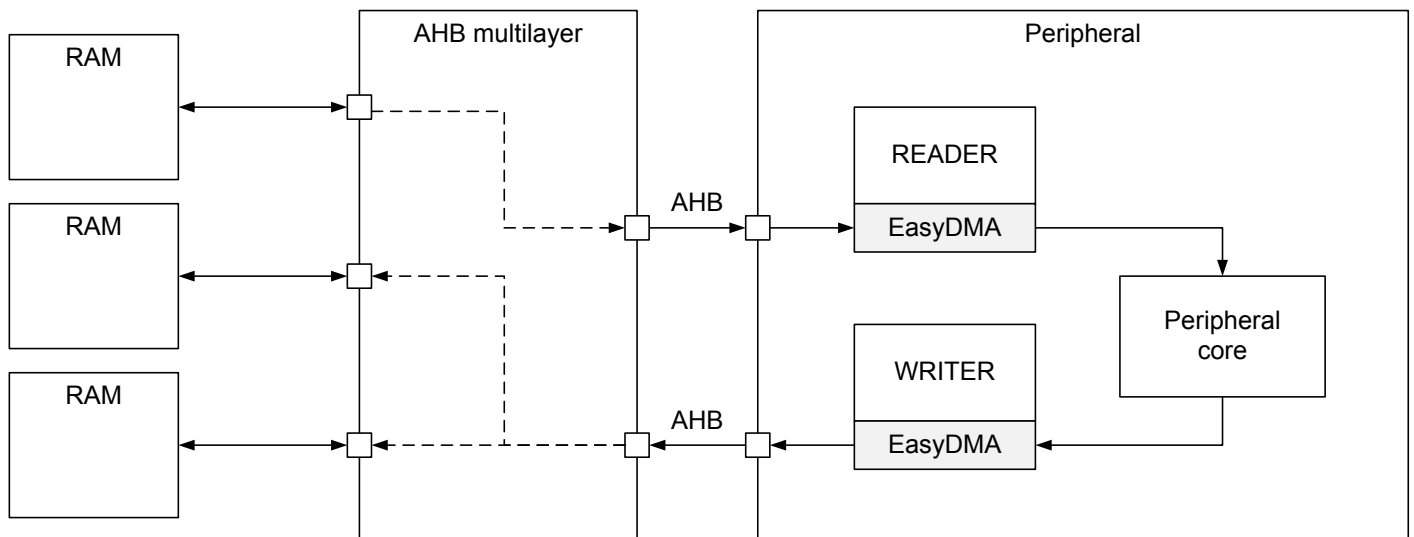 RAM
AHB multilayer
Peripheral
READER
EasyDMA
AHB
RAM
Peripheral
core
WRITER
EasyDMA
AHB
RAM